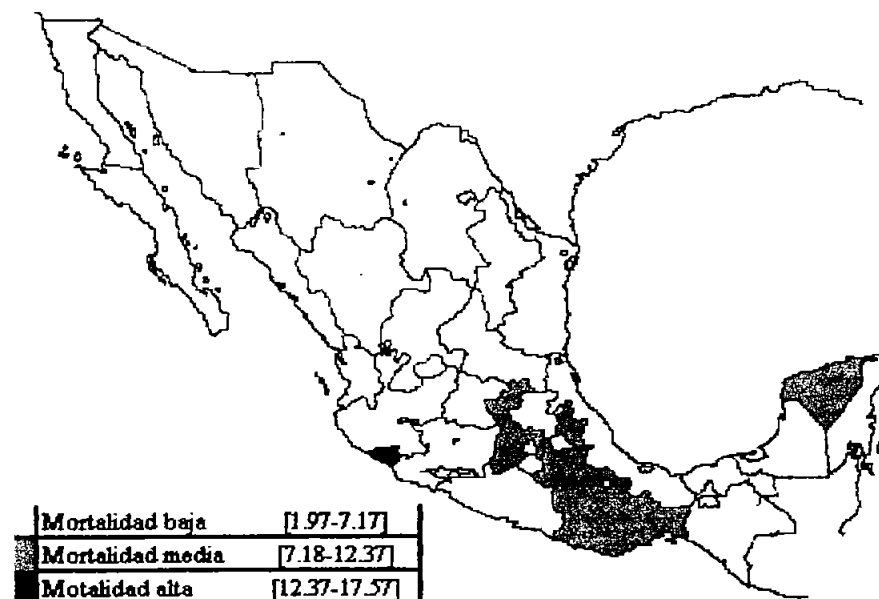 Mortalidad baja [1.97-7.17]
Mortalidad media [7.18-12.37]
Motalidad alta [12.37-17.57]